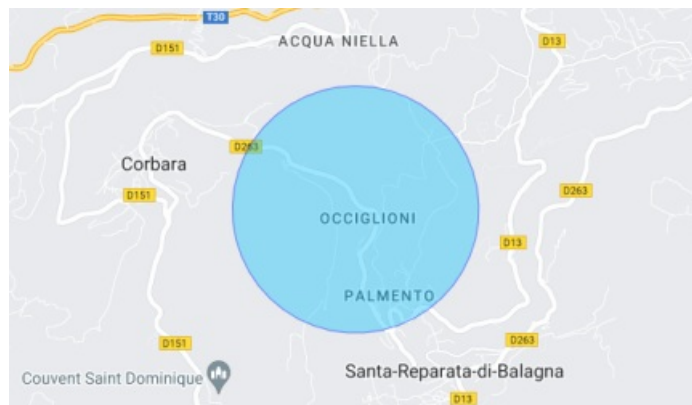 T30
ACQUA NIELLA
D151
D13
D263
Corbara
D151
D263
OCCIGLIONI
D13
PALMENTO
D151
D263
Couvent Saint Dominique
Santa-Reparata-di-Balagna
D13